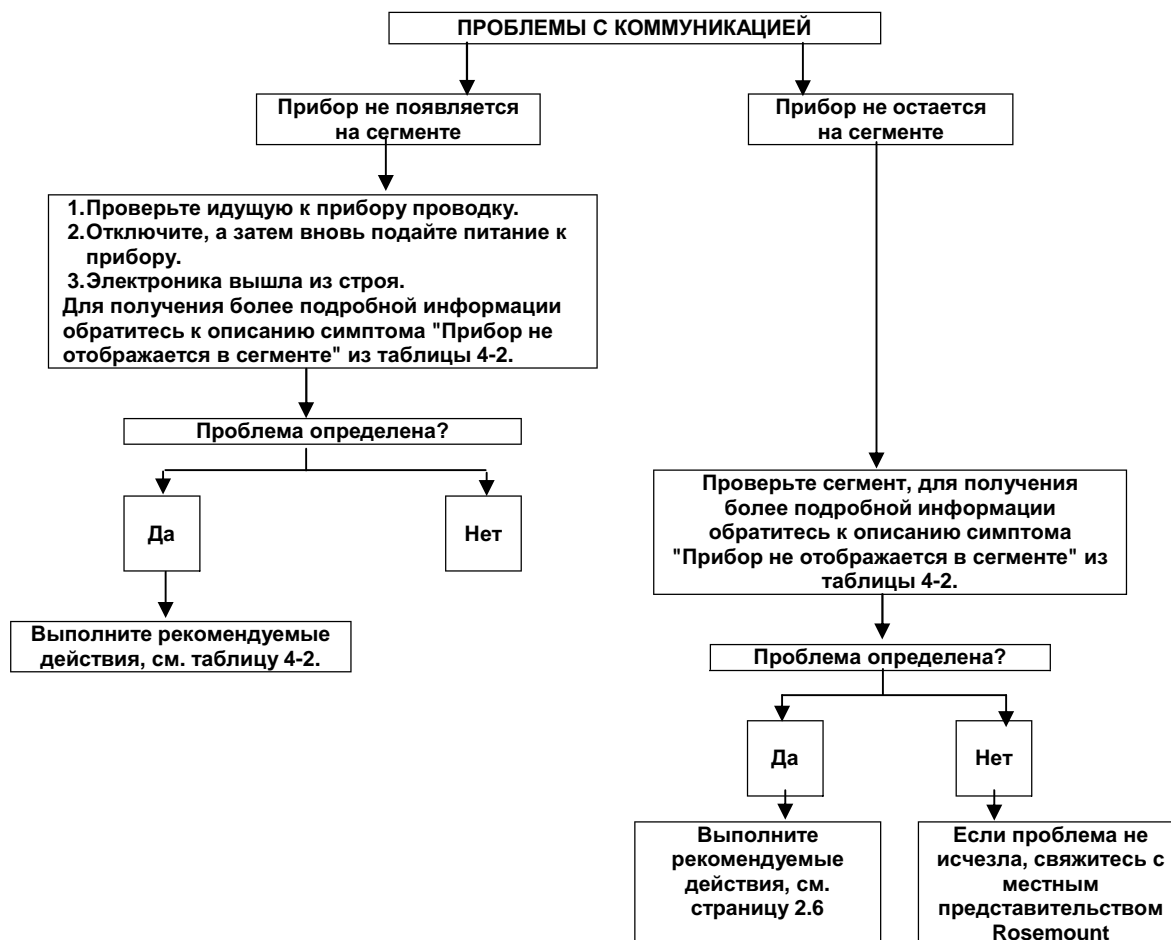 ПРОБЛЕМЫ С КОММУНИКАЦИЕЙ
Прибор не появляется
на сегменте
Прибор не остается
на сегменте
1.Проверьте идущую к прибору проводку.
2.Отключите, а затем вновь подайте питание к
прибору.
3.Электроника вышла из строя.
Для получения более подробной информации
обратитесь к описанию симптома "Прибор не
отображается в сегменте" из таблицы 4-2.
Проблема определена?
Да
Нет
Выполните рекомендуемые
действия, см. таблицу 4-2.
Проверьте сегмент, для получения
более подробной информации
обратитесь к описанию симптома
"Прибор не отображается в сегменте" из
таблицы 4-2.
Проблема определена?
Да
Нет
Выполните
рекомендуемые
действия, см.
страницу 2.6
Если проблема не
исчезла, свяжитесь с
местным
представительством
Rosemount